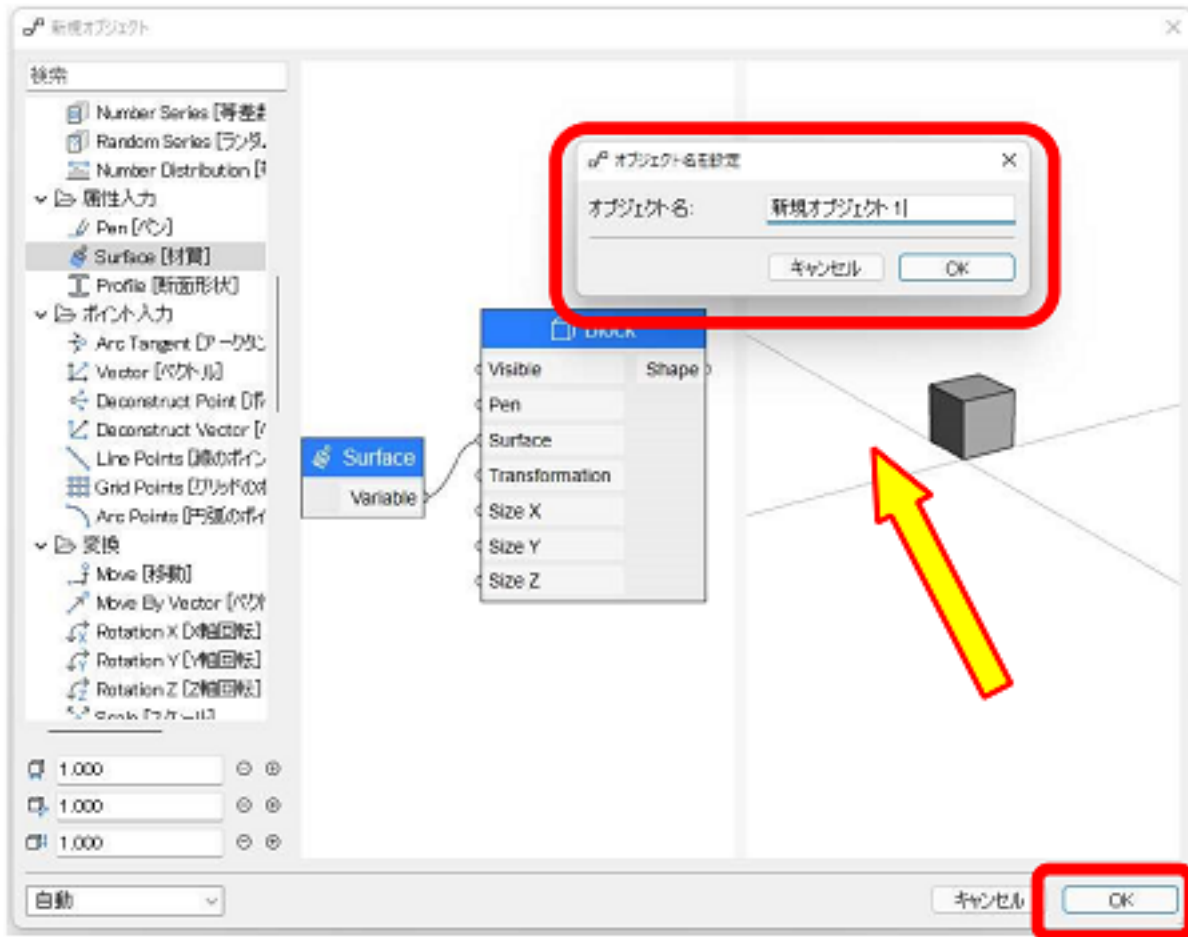 新規オブジェクト
検索
Number Series [等差
Random Series [ランダ
Number Distribution [
属性入力
Pen [ペン]
Surface [材質]
Profile [断面形状]
ポイント入力
Arc Tangent [アークタン
Vector [ベクトル]
Deconstruct Point [ポ
Deconstruct Vector [
Line Points [線のポイン
Grid Points [グリッドのポ
Arc Points [円弧のポイ
変換
Move [移動]
Move By Vector [ベクト
Rotation X [X軸回転]
Rotation Y [Y軸回転]
Rotation Z [Z軸回転]
Scale [スケール]
1.000
1.000
1.000
自動
Surface
Variable
Block
Visible
Shape
Pen
Surface
Transformation
Size X
Size Y
Size Z
オブジェクト名を設定
オブジェクト名:
新規オブジェクト 1
キャンセル
OK
キャンセル
OK